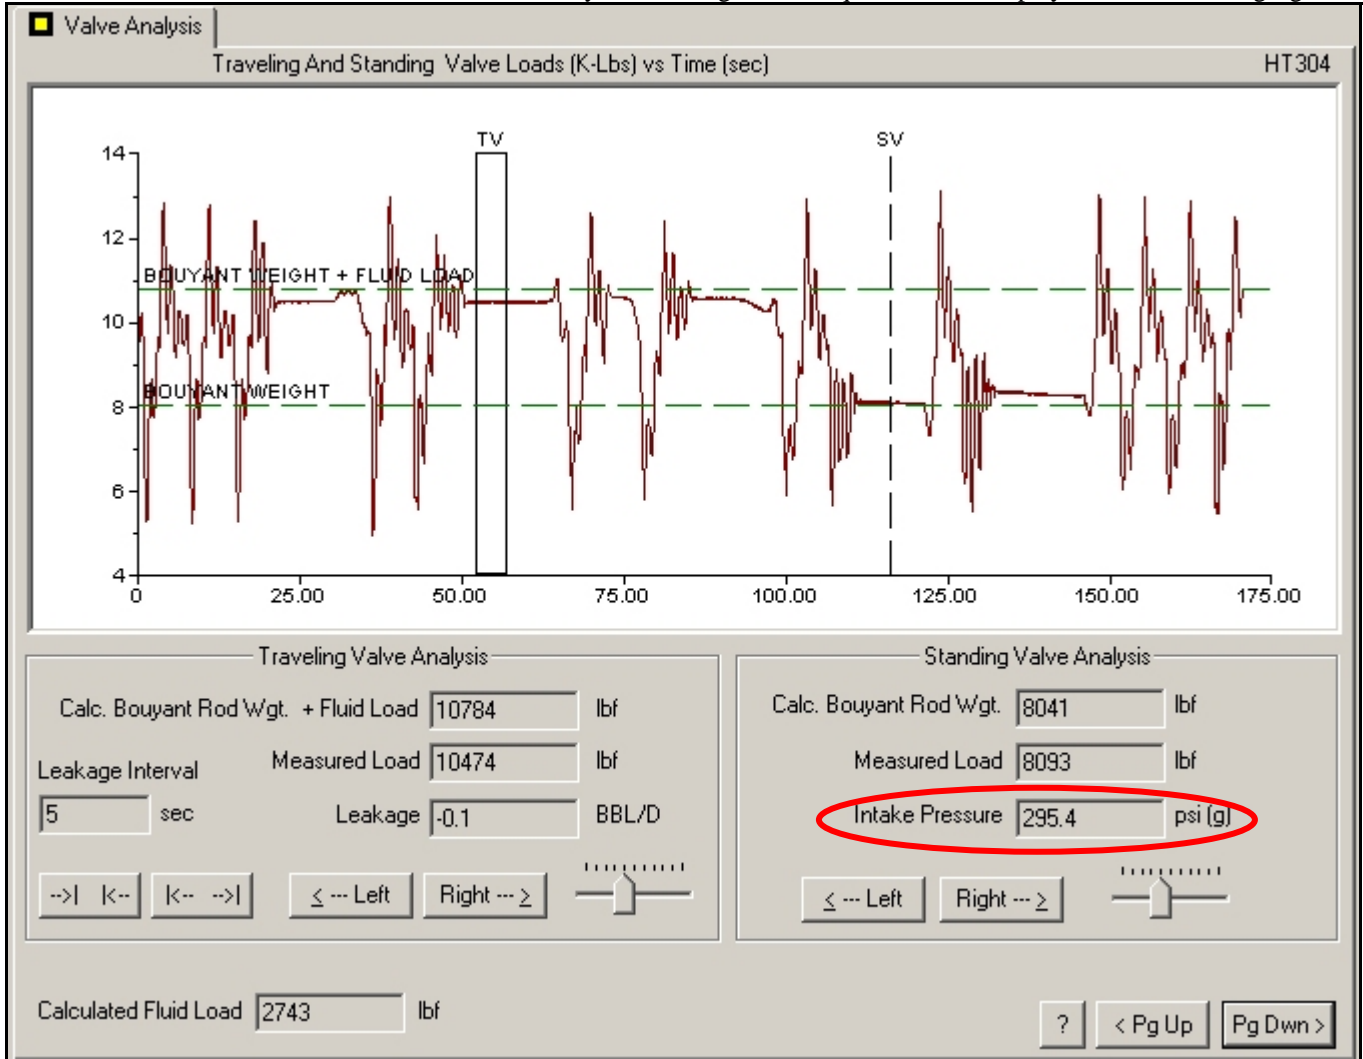 Valve Analysis
Traveling And Standing Valve Loads (K-Lbs) vs Time (sec) HT304
TV SV
14
12
BOUYANT WEIGHT + FLUID LOAD
10
BOUYANT WEIGHT
8
6
4
0 25.00 50.00 75.00 100.00 125.00 150.00 175.00
Traveling Valve Analysis
Calc. Bouyant Rod Wgt. + Fluid Load 10784 lbf
Measured Load 10474 lbf
Leakage Interval
5 sec
Leakage -0.1 BBL/D
-->| |<-- |<-- -->| < --- Left Right --- >
Standing Valve Analysis
Calc. Bouyant Rod Wgt. 8041 lbf
Measured Load 8093 lbf
Intake Pressure 295.4 psi (g)
< --- Left Right --- >
Calculated Fluid Load 2743 lbf
? < Pg Up Pg Dwn >